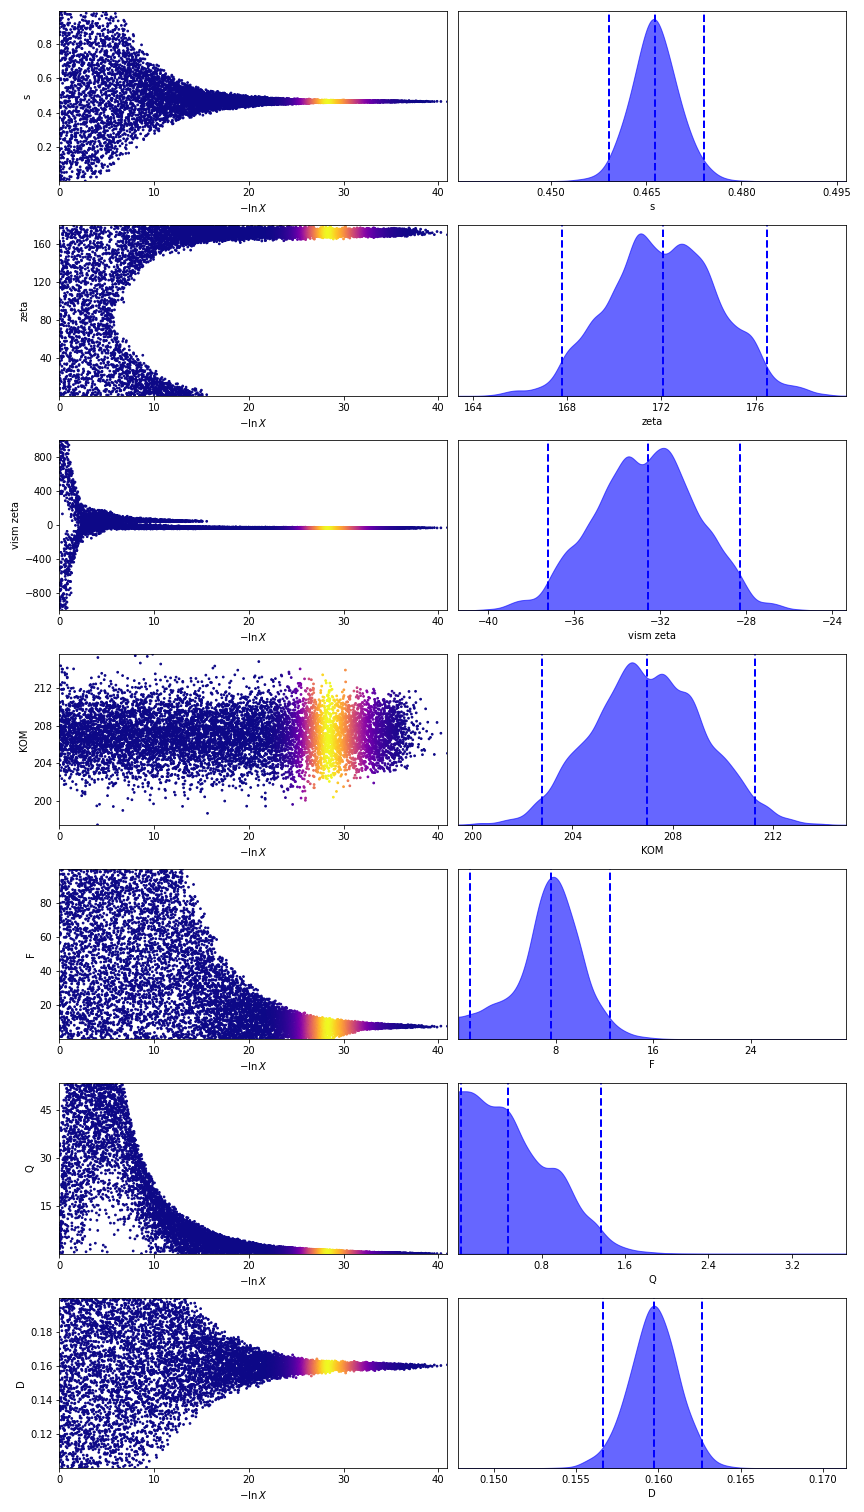 0.8
0.6
0.4
0.2
s
0 10 20 30 40
−ln X
0.450 0.465 0.480 0.495
s
160
120
80
40
zeta
0 10 20 30 40
−ln X
164 168 172 176
zeta
800
400
0
−400
−800
vism zeta
0 10 20 30 40
−ln X
−40 −36 −32 −28 −24
vism zeta
212
208
204
200
KOM
0 10 20 30 40
−ln X
200 204 208 212
KOM
80
60
40
20
F
0 10 20 30 40
−ln X
8 16 24
F
45
30
15
Q
0 10 20 30 40
−ln X
0.8 1.6 2.4 3.2
Q
0.18
0.16
0.14
0.12
D
0 10 20 30 40
−ln X
0.150 0.155 0.160 0.165 0.170
D